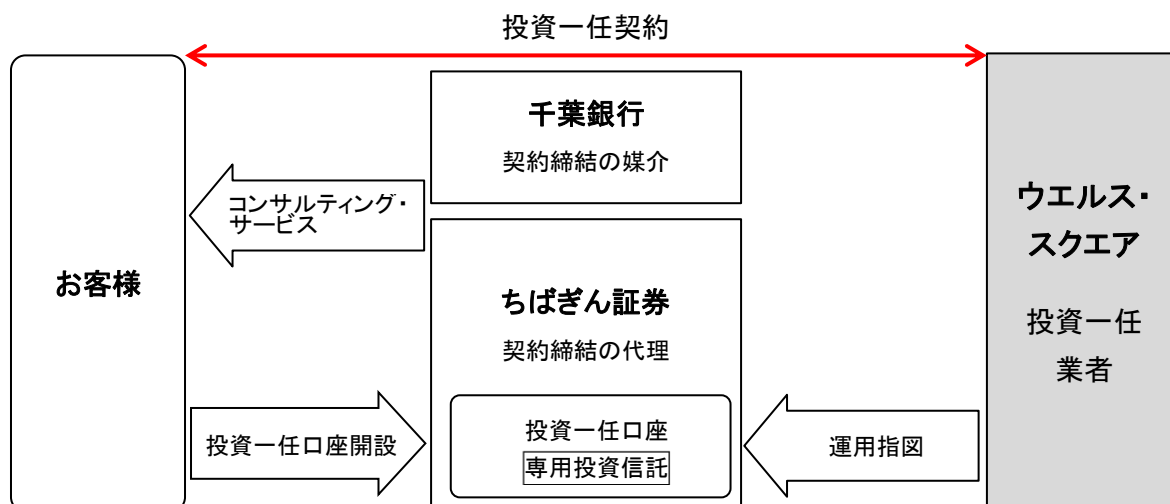 投資一任契約
千葉銀行
契約締結の媒介
コンサルティング・
サービス
お客様
ちばぎん証券
契約締結の代理
ウエルス・
スクエア
投資一任
業者
投資一任口座開設
投資一任口座
専用投資信託
運用指図